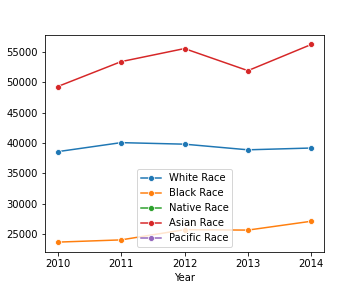 55000
50000
45000
40000
35000
30000
25000
White Race
Black Race
Native Race
Asian Race
Pacific Race
2010 2011 2012 2013 2014
Year